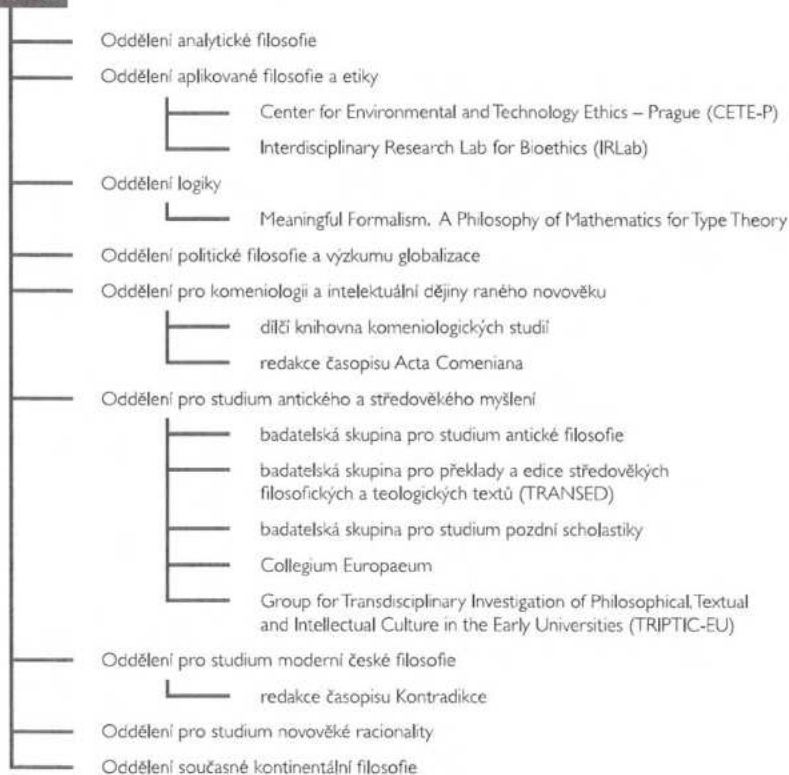 Oddělení analytické filosofie
Oddělení aplikované filosofie a etiky
Center for Environmental and Technology Ethics – Prague (CETE-P)
Interdisciplinary Research Lab for Bioethics (IRLab)
Oddělení logiky
Meaningful Formalism. A Philosophy of Mathematics for Type Theory
Oddělení politické filosofie a výzkumu globalizace
Oddělení pro komeniologii a intelektuální dějiny raného novověku
dílčí knihovna komeniologických studií
redakce časopisu Acta Comeniana
Oddělení pro studium antického a středověkého myšlení
badatelská skupina pro studium antické filosofie
badatelská skupina pro překlady a edice středověkých
filosofických a teologických textů (TRANSED)
badatelská skupina pro studium pozdní scholastiky
Collegium Europaeum
Group for Transdisciplinary Investigation of Philosophical, Textual
and Intellectual Culture in the Early Universities (TRIPTIC-EU)
Oddělení pro studium moderní české filosofie
redakce časopisu Kontradikce
Oddělení pro studium novověké racionality
Oddělení současné kontinentální filosofie